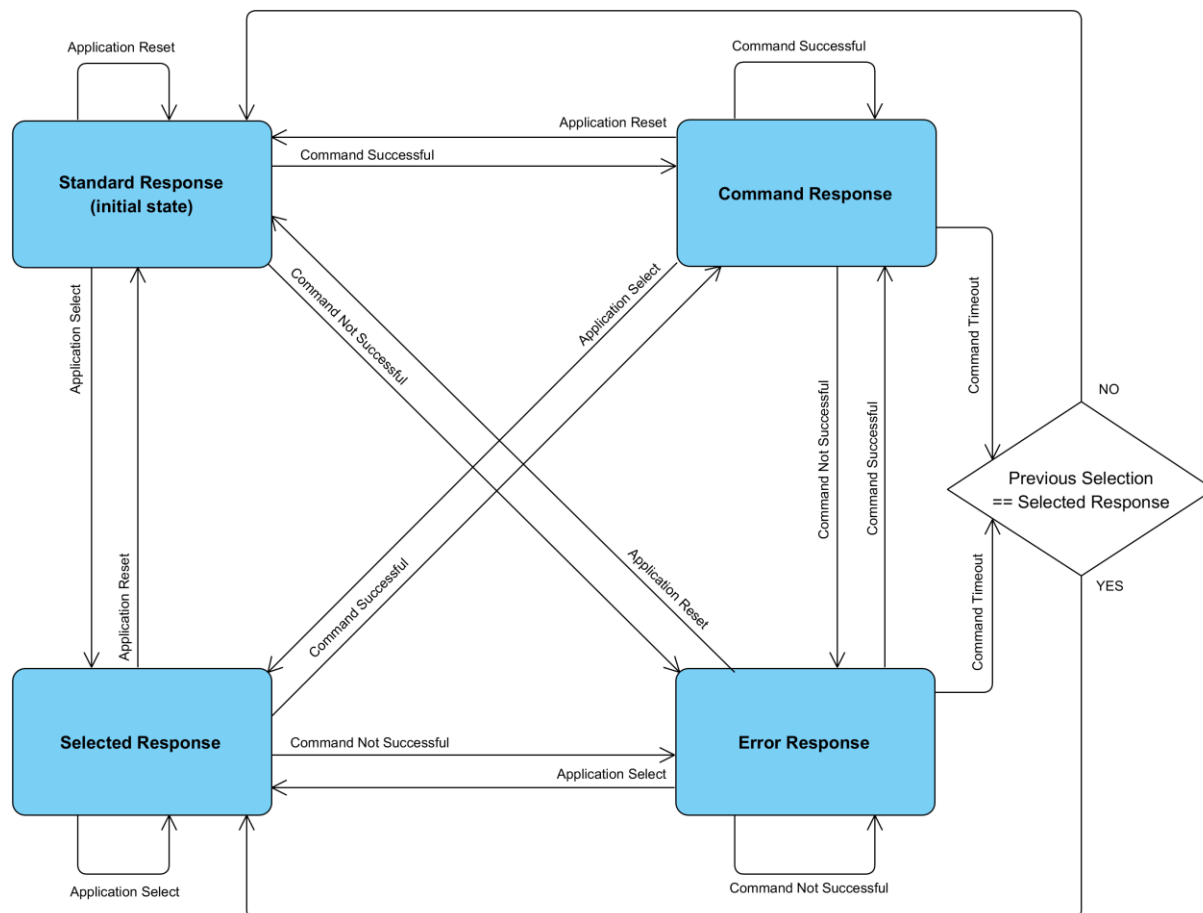 Application Reset
Command Successful
Application Reset
Command Successful
Standard Response
(initial state)
Command Response
Application Select
Command Not Successful
Application Select
Command Timeout
NO
Command Not Successful
Command Successful
Previous Selection
== Selected Response
Application Reset
Command Successful
Application Reset
Command Timeout
YES
Selected Response
Command Not Successful
Error Response
Application Select
Application Select
Command Not Successful